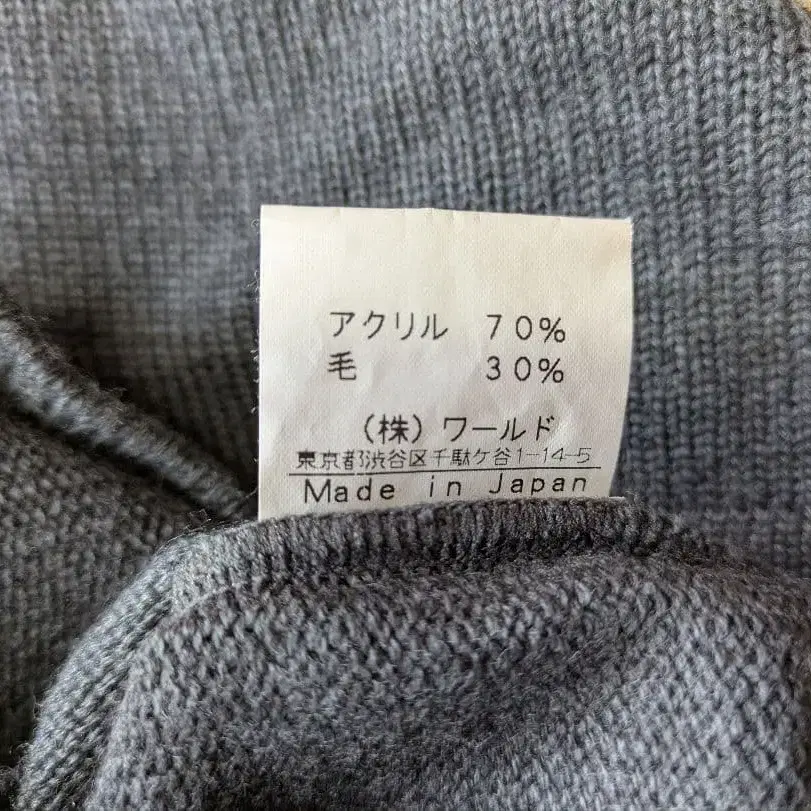 アクリル 70%
毛 30%
（株）ワールド
東京都渋谷区千駄ケ谷1-14-5
Made in Japan